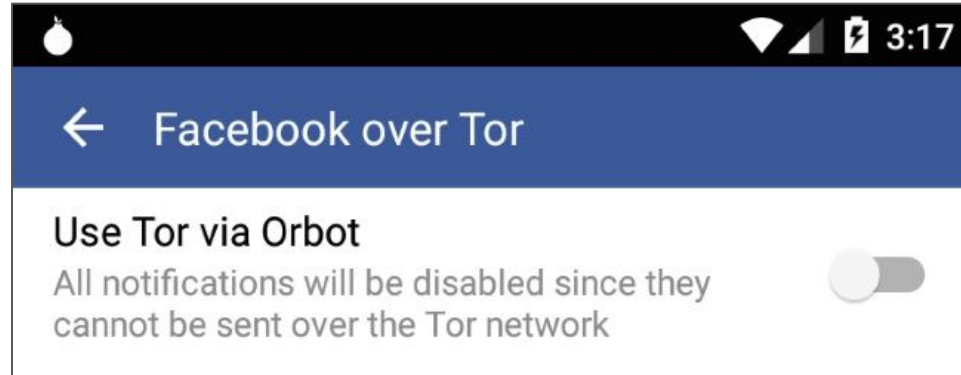 3:17
Facebook over Tor
Use Tor via Orbot
All notifications will be disabled since they
cannot be sent over the Tor network